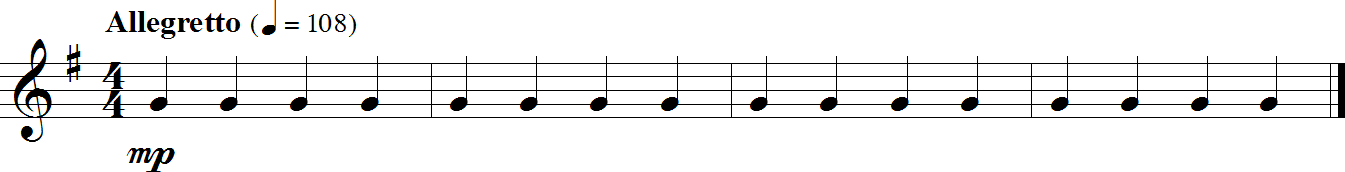 Allegretto (♩ = 108)
4
4
mp